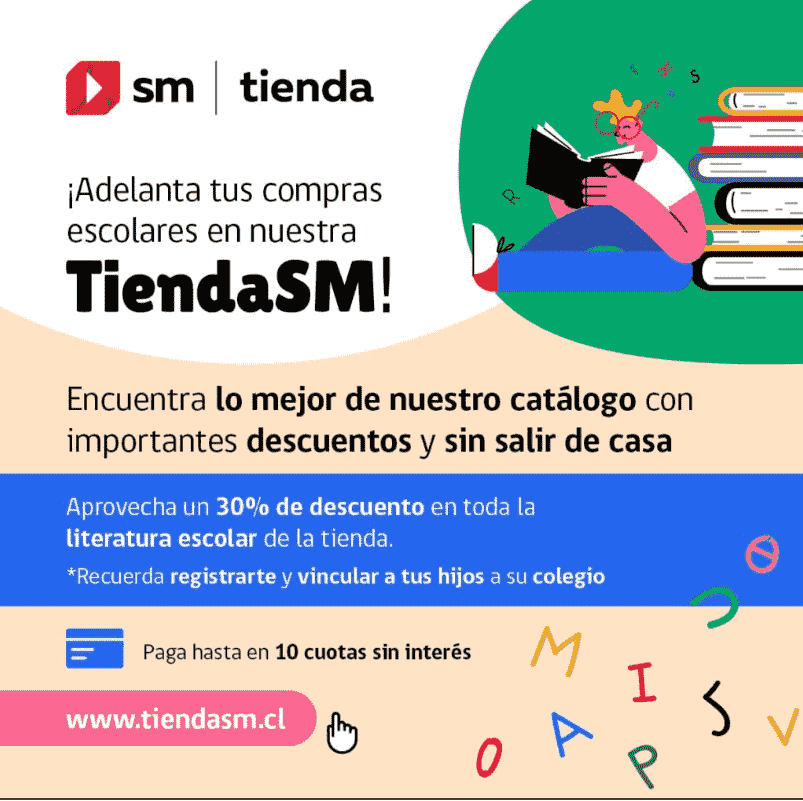 sm | tienda
¡Adelanta tus compras
escolares en nuestra
TiendaSM!
I N S
R
Encuentra lo mejor de nuestro catálogo con
importantes descuentos y sin salir de casa
Aprovecha un 30% de descuento en toda la
literatura escolar de la tienda.
*Recuerda registrarte y vincular a tus hijos a su colegio
Paga hasta en 10 cuotas sin interés
www.tiendasm.cl
M
I S
O A P V